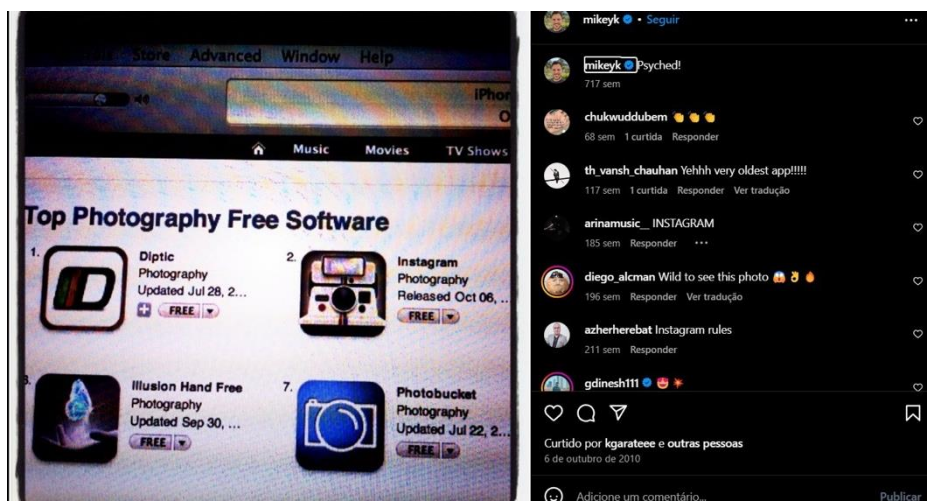 Store Advanced Window Help
iPhon
O
Music Movies TV Shows
Top Photography Free Software
1.
Diptic
Photography
Updated Jul 28, 2...
FREE
2.
Instagram
Photography
Released Oct 06, ...
FREE
Illusion Hand Free
Photography
Updated Sep 30, ...
FREE
7.
Photobucket
Photography
Updated Jul 22, 2...
FREE
mikeyk • Seguir
mikeyk Psyched!
717 sem
chukwuddubem 👏 👏 👏
68 sem 1 curtida Responder
th_vansh_chauhan Yehhh very oldest app!!!!!
117 sem 1 curtida Responder Ver tradução
arinamusic__ INSTAGRAM
185 sem Responder ...
diego_alcman Wild to see this photo 😱 👌 🔥
196 sem Responder Ver tradução
azherherebat Instagram rules
211 sem Responder
gdinesh111 😍 💥
Curtido por kgarateee e outras pessoas
6 de outubro de 2010
Adicione um comentário... Publicar